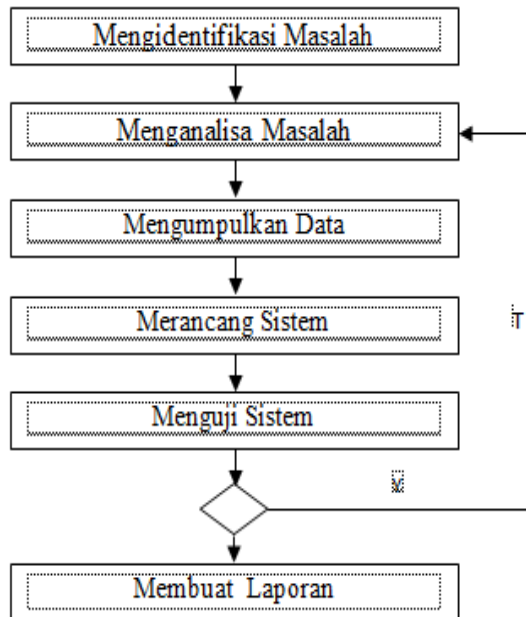 Mengidentifikasi Masalah
Menganalisa Masalah
Mengumpulkan Data
Merancang Sistem
T
Menguji Sistem
Membuat Laporan